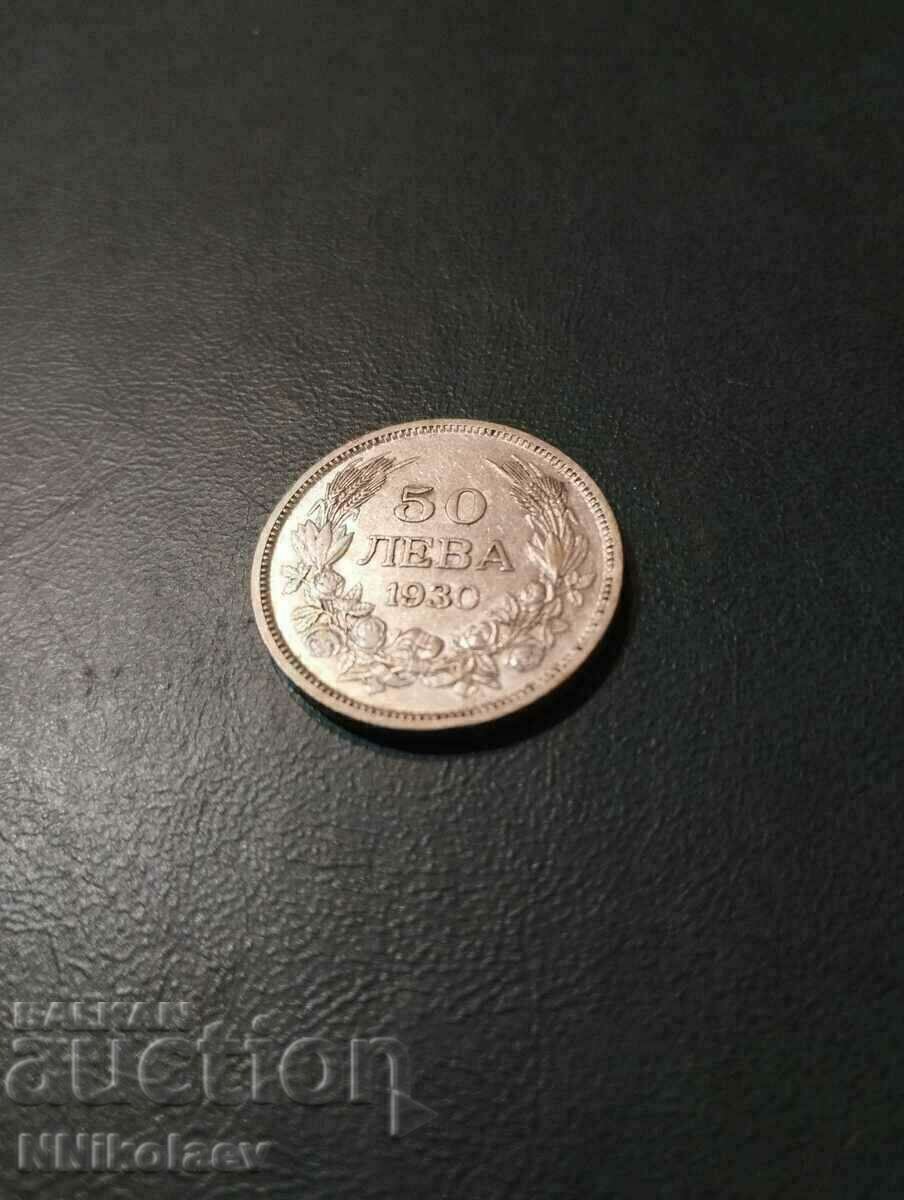 50
ЛЕВА
1930
BALKAN
auction
NNikolaev